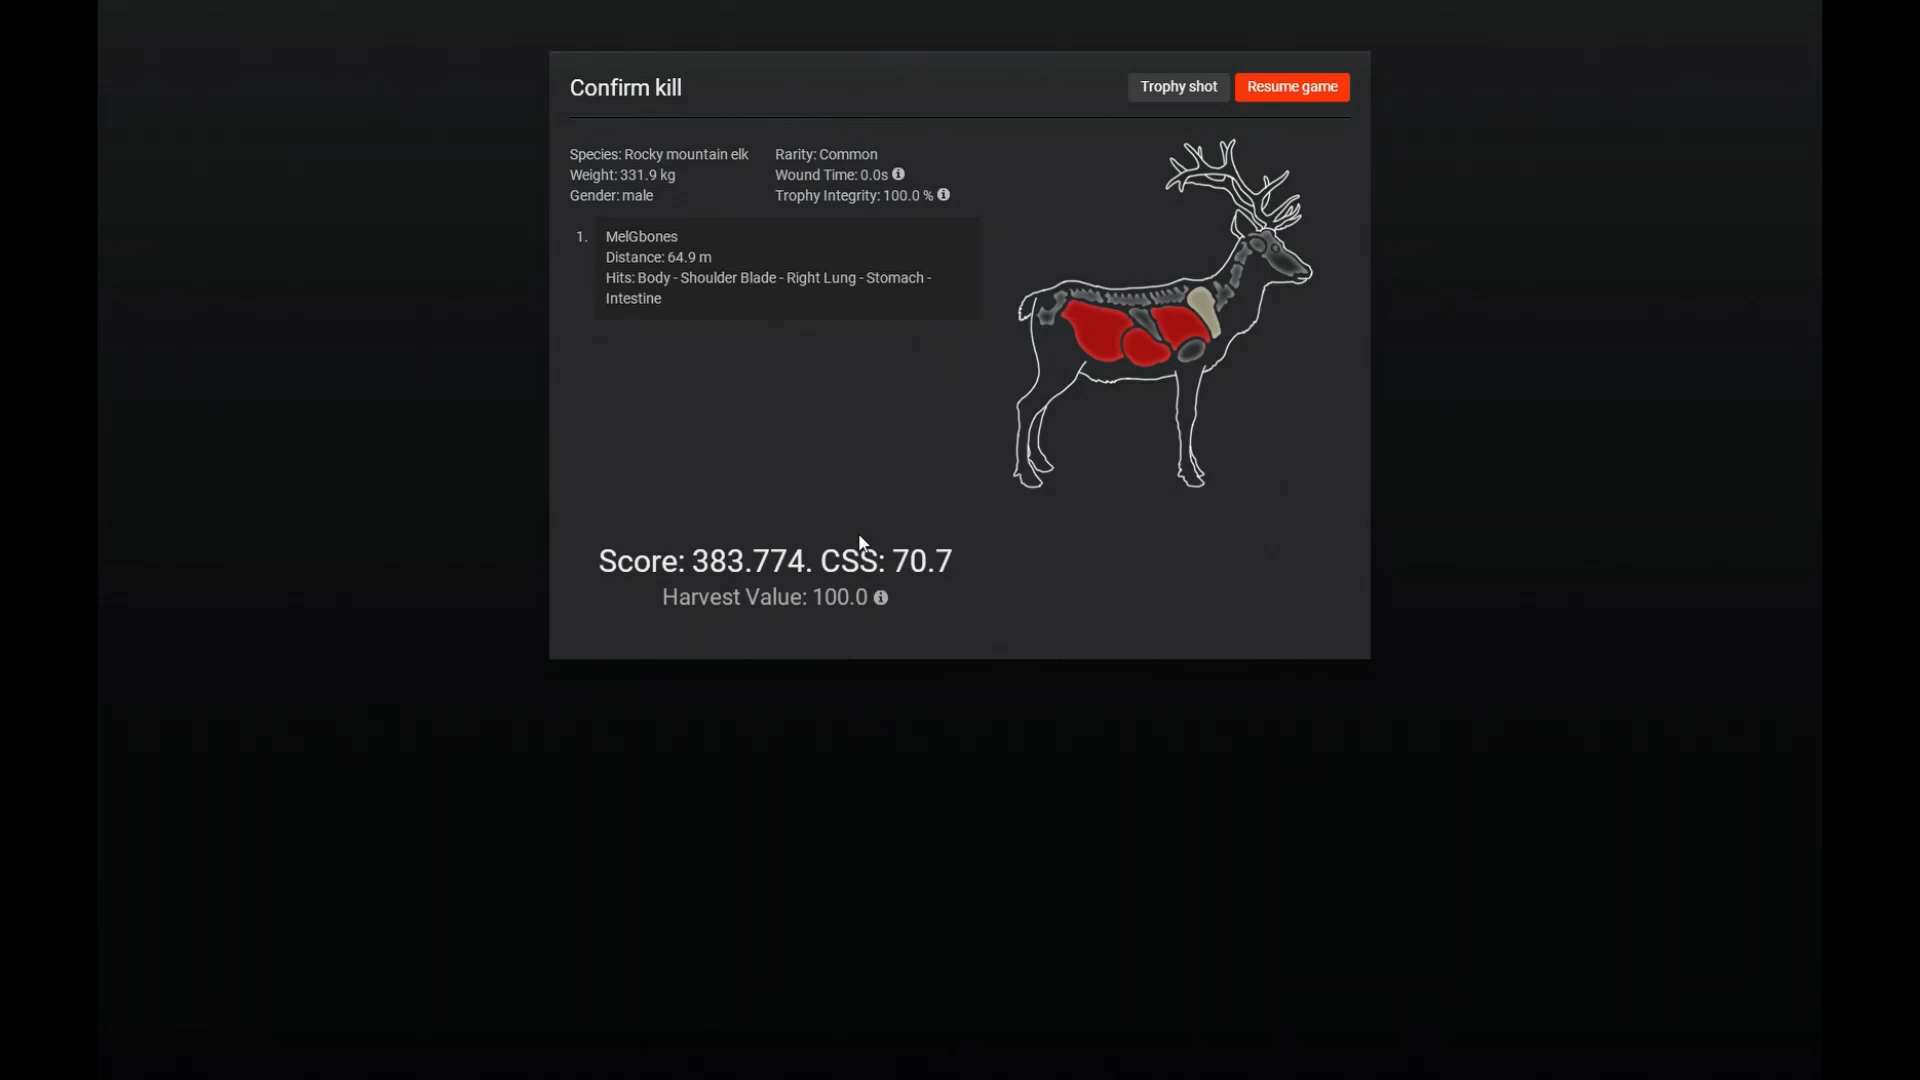 Confirm kill
Trophy shot
Resume game
Species: Rocky mountain elk
Weight: 331.9 kg
Gender: male
Rarity: Common
Wound Time: 0.0s
Trophy Integrity: 100.0 %
1.
MelGbones
Distance: 64.9 m
Hits: Body - Shoulder Blade - Right Lung - Stomach -
Intestine
Score: 383.774. CSS: 70.7
Harvest Value: 100.0